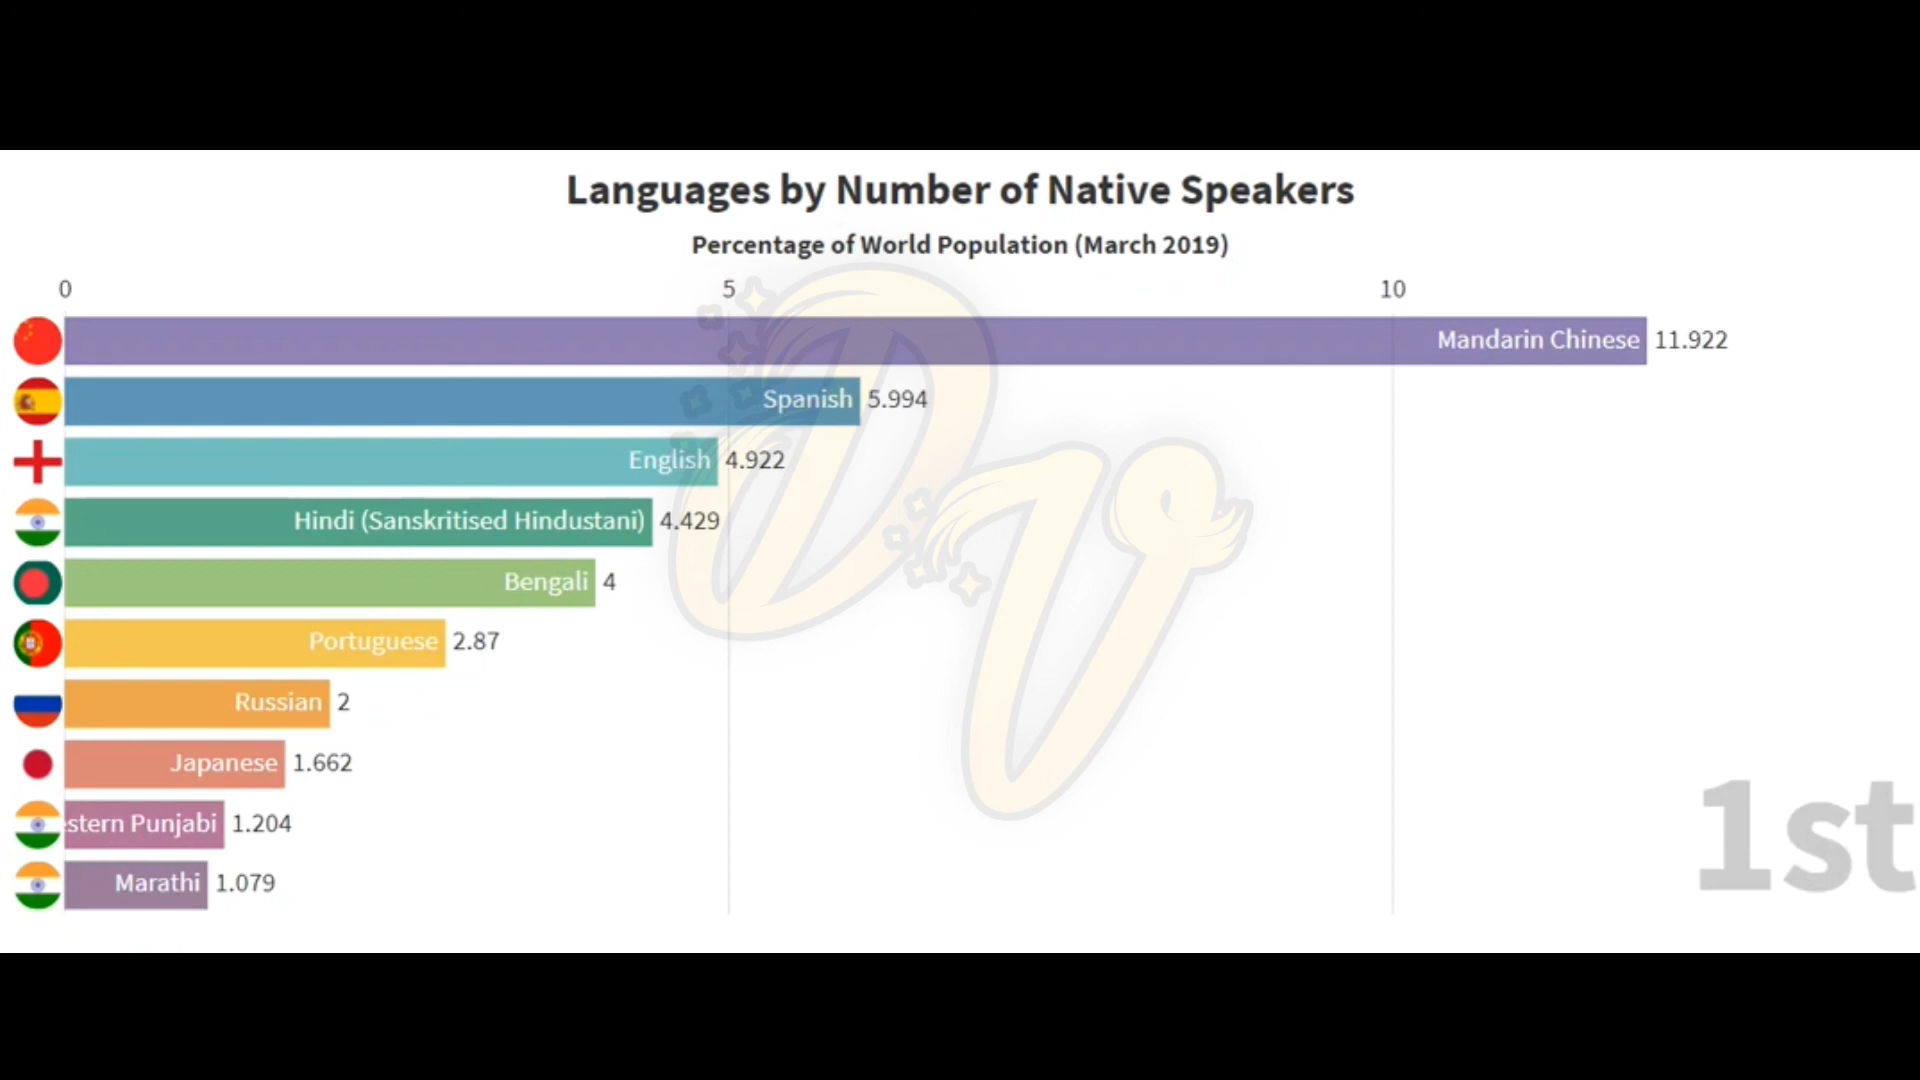 Languages by Number of Native Speakers
Percentage of World Population (March 2019)
0 5 10
Mandarin Chinese 11.922
Spanish 5.994
English 4.922
Hindi (Sanskritised Hindustani) 4.429
Bengali 4
Portuguese 2.87
Russian 2
Japanese 1.662
stern Punjabi 1.204
Marathi 1.079
1st
DV